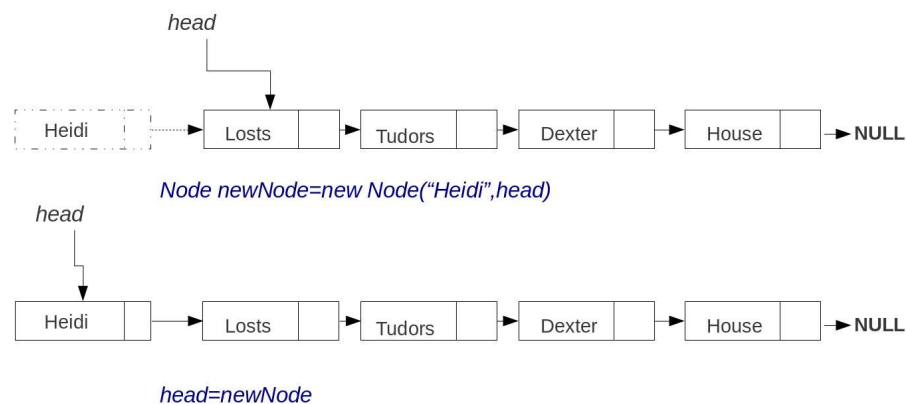 head
Heidi Losts Tudors Dexter House NULL
Node newNode=new Node(“Heidi”,head)
head
Heidi Losts Tudors Dexter House NULL
head=newNode